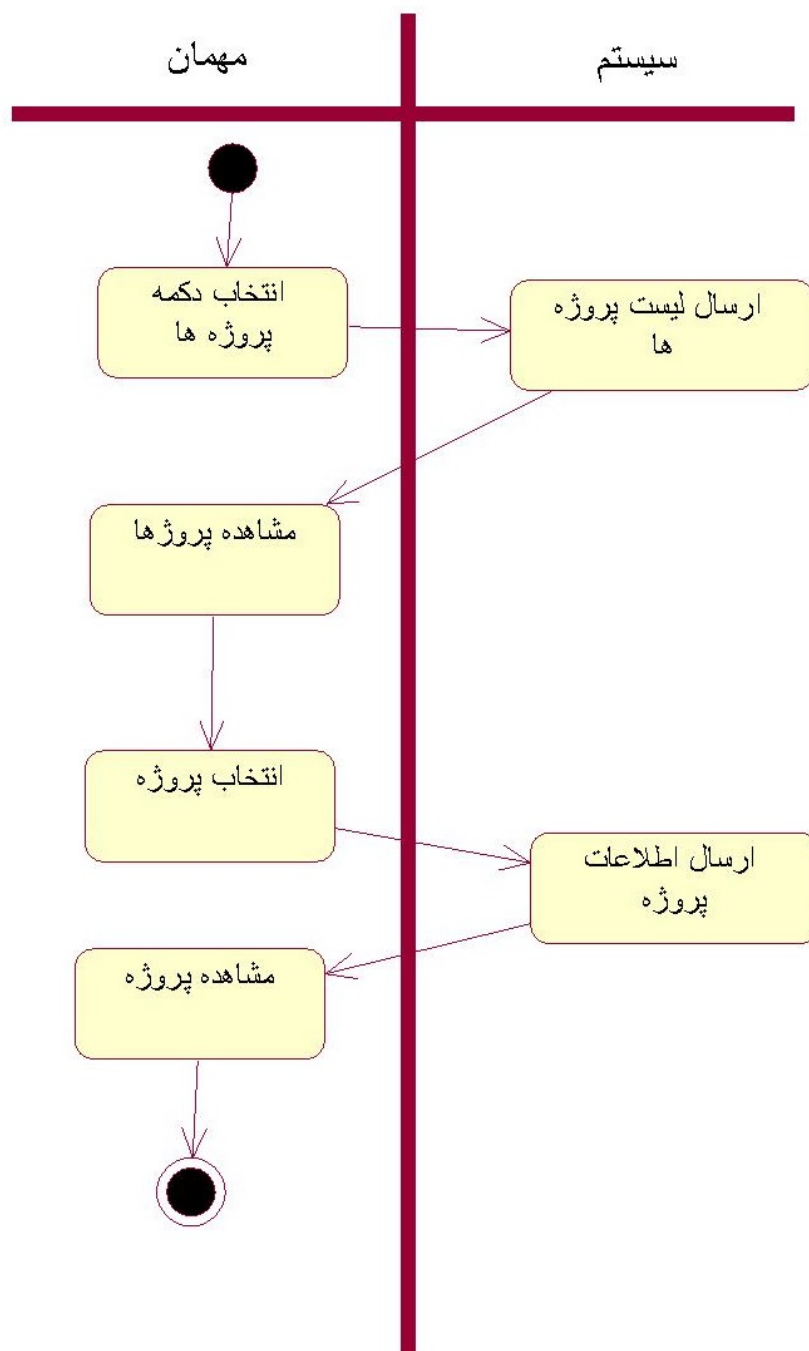 مهمان
سیستم
انتخاب دکمه
پروژه ها
ارسال لیست پروژه
ها
مشاهده پروژها
انتخاب پروژه
ارسال اطلاعات
پروژه
مشاهده پروژه